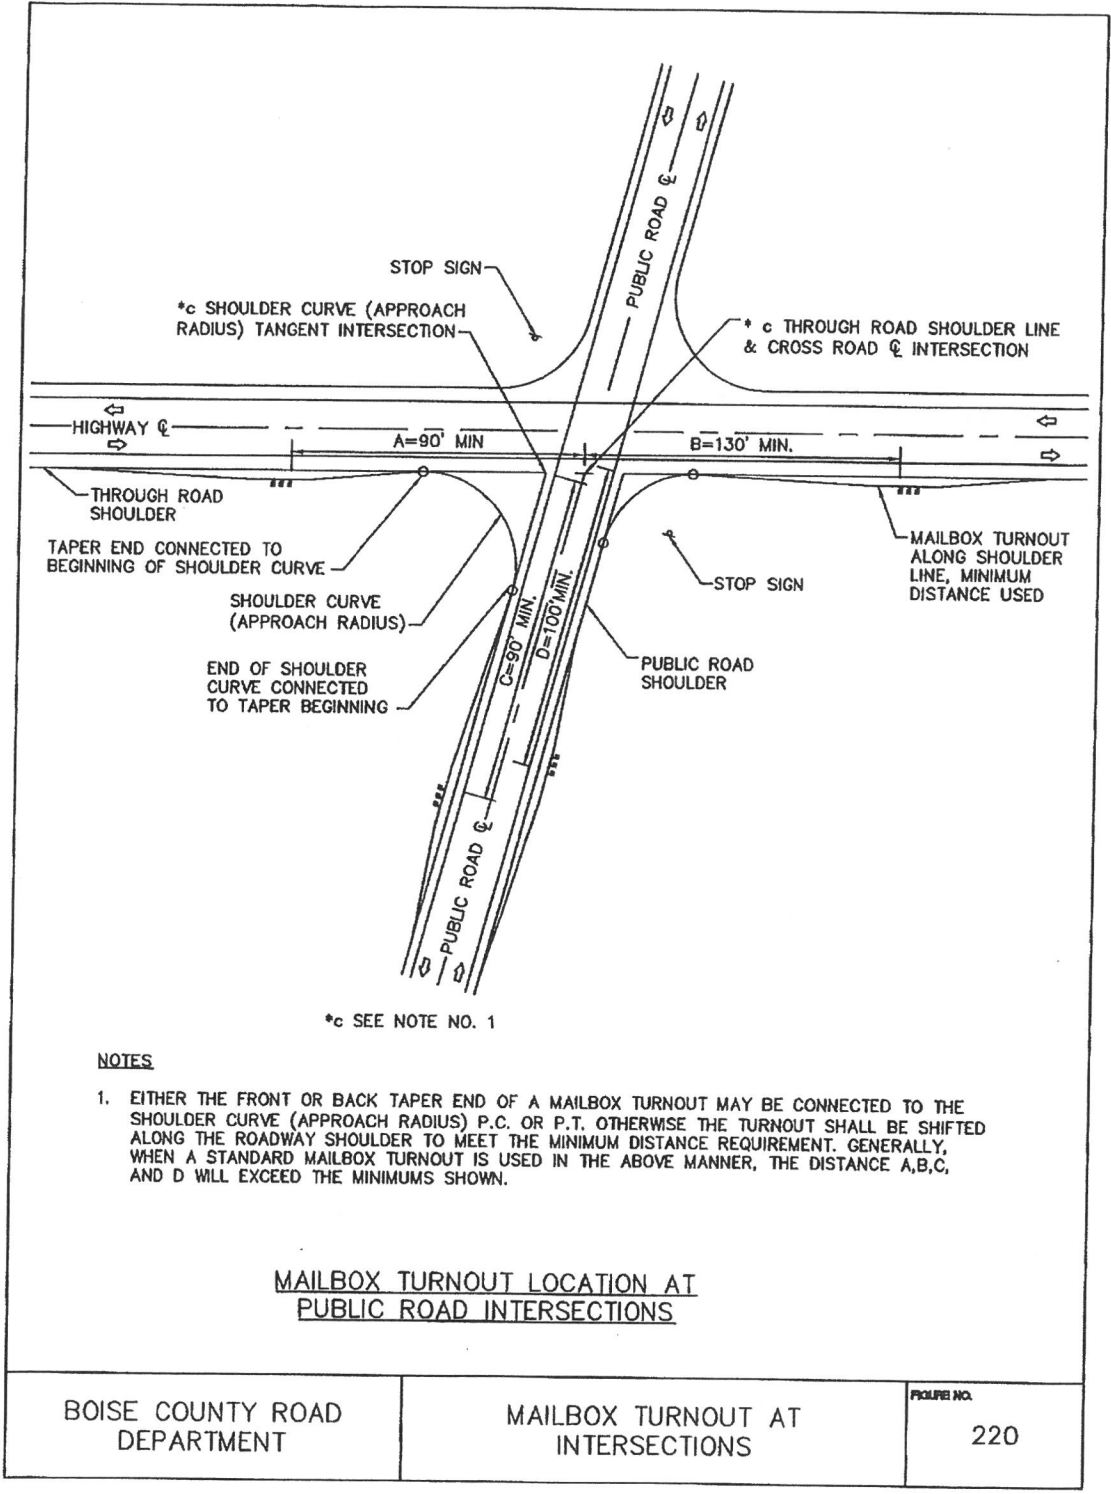 PUBLIC ROAD ℄
STOP SIGN
*c SHOULDER CURVE (APPROACH
RADIUS) TANGENT INTERSECTION
* c THROUGH ROAD SHOULDER LINE
& CROSS ROAD ℄ INTERSECTION
HIGHWAY ℄
A=90' MIN
B=130' MIN.
THROUGH ROAD
SHOULDER
TAPER END CONNECTED TO
BEGINNING OF SHOULDER CURVE
SHOULDER CURVE
(APPROACH RADIUS)
END OF SHOULDER
CURVE CONNECTED
TO TAPER BEGINNING
C=90' MIN.
D=100'MIN.
MAILBOX TURNOUT
ALONG SHOULDER
LINE, MINIMUM
DISTANCE USED
STOP SIGN
PUBLIC ROAD
SHOULDER
PUBLIC ROAD ℄
*c SEE NOTE NO. 1
NOTES
1. EITHER THE FRONT OR BACK TAPER END OF A MAILBOX TURNOUT MAY BE CONNECTED TO THE
SHOULDER CURVE (APPROACH RADIUS) P.C. OR P.T. OTHERWISE THE TURNOUT SHALL BE SHIFTED
ALONG THE ROADWAY SHOULDER TO MEET THE MINIMUM DISTANCE REQUIREMENT. GENERALLY,
WHEN A STANDARD MAILBOX TURNOUT IS USED IN THE ABOVE MANNER, THE DISTANCE A,B,C,
AND D WILL EXCEED THE MINIMUMS SHOWN.
MAILBOX TURNOUT LOCATION AT
PUBLIC ROAD INTERSECTIONS
BOISE COUNTY ROAD
DEPARTMENT
MAILBOX TURNOUT AT
INTERSECTIONS
FIGURE NO.
220